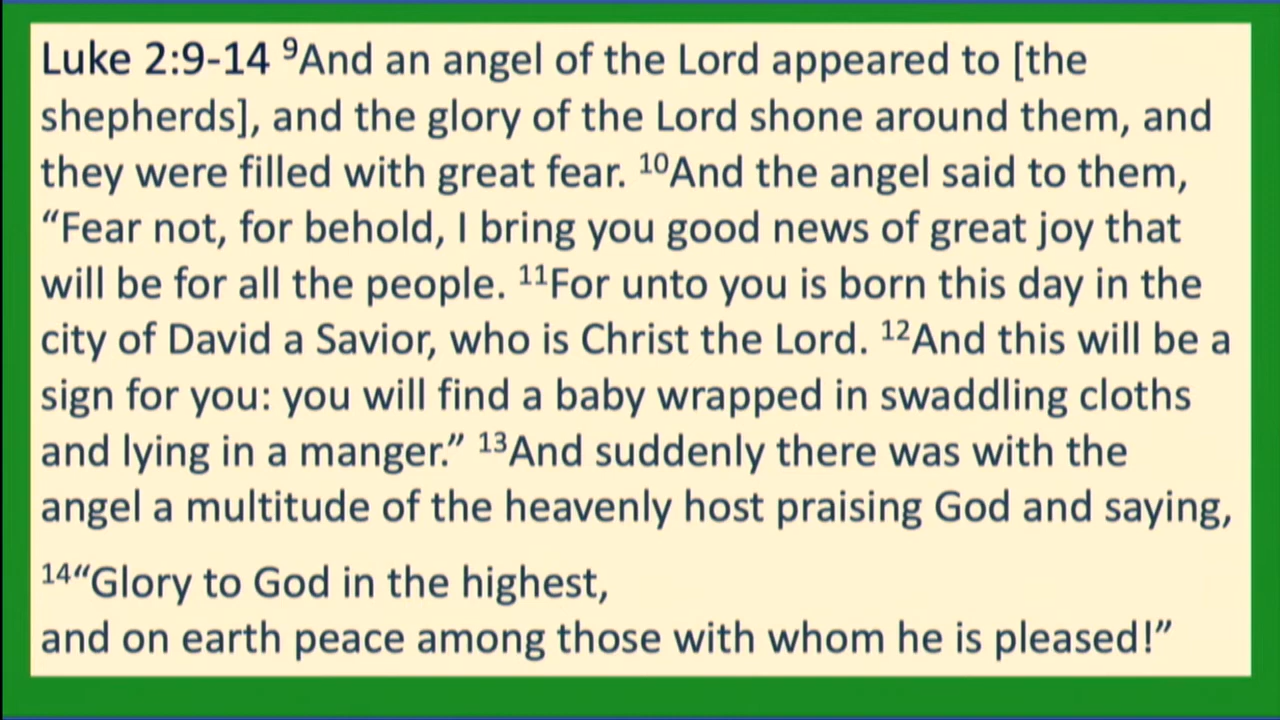 Luke 2:9-14 ⁹And an angel of the Lord appeared to [the
shepherds], and the glory of the Lord shone around them, and
they were filled with great fear. ¹⁰And the angel said to them,
“Fear not, for behold, I bring you good news of great joy that
will be for all the people. ¹¹For unto you is born this day in the
city of David a Savior, who is Christ the Lord. ¹²And this will be a
sign for you: you will find a baby wrapped in swaddling cloths
and lying in a manger.” ¹³And suddenly there was with the
angel a multitude of the heavenly host praising God and saying,
¹⁴“Glory to God in the highest,
and on earth peace among those with whom he is pleased!”